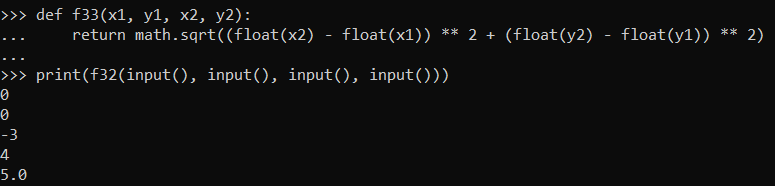 >>> def f33(x1, y1, x2, y2):
...     return math.sqrt((float(x2) - float(x1)) ** 2 + (float(y2) - float(y1)) ** 2)
...
>>> print(f32(input(), input(), input(), input()))
0
0
-3
4
5.0